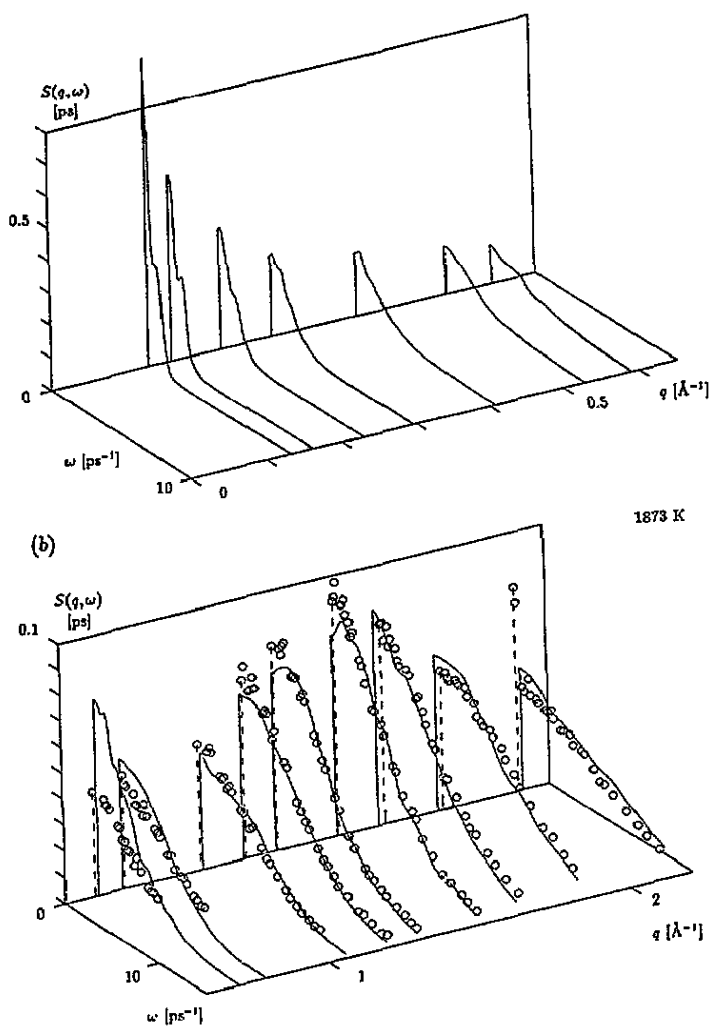 S(q,ω)
[ps]
0.5
0
ω [ps⁻¹]
10
0
0.5
q [Å⁻¹]
1873 K
(b)
S(q,ω)
[ps]
0.1
0
10
ω [ps⁻¹]
1
2
q [Å⁻¹]